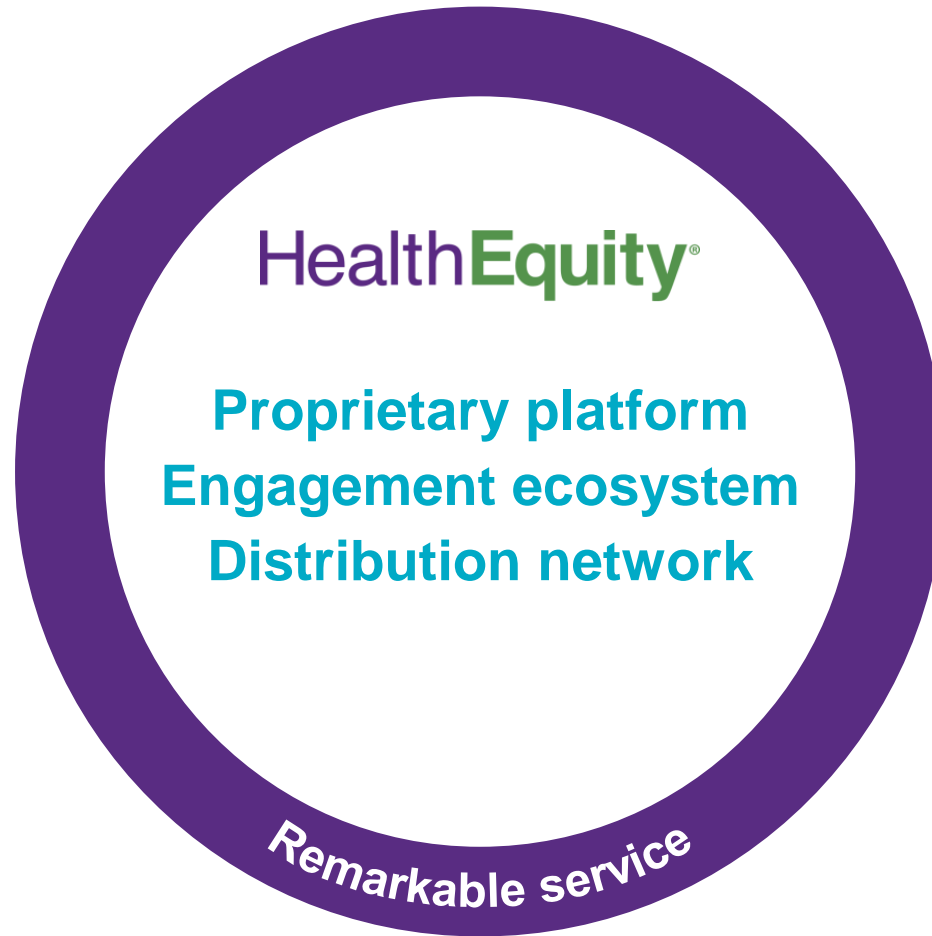 HealthEquity®
Proprietary platform
Engagement ecosystem
Distribution network
Remarkable service